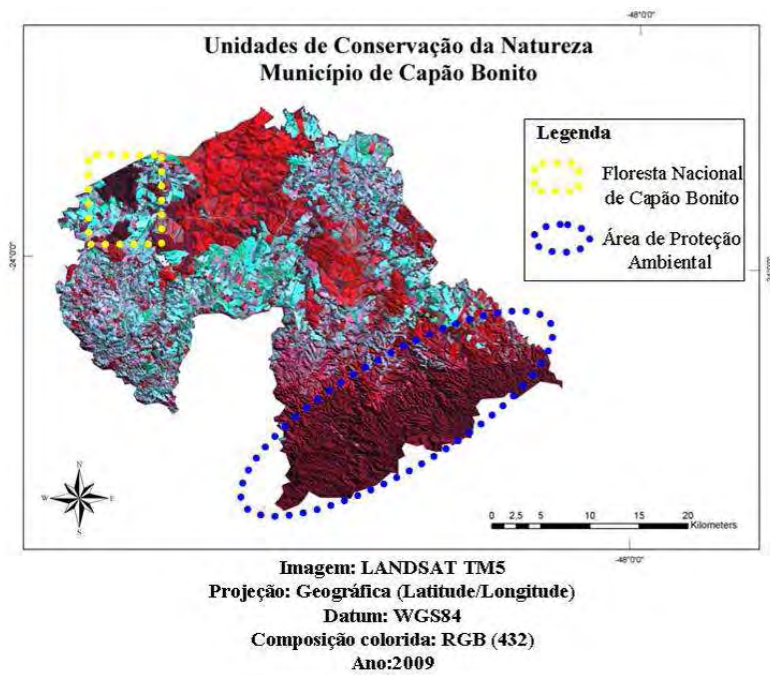 -48°0'0"
Unidades de Conservação da Natureza
Município de Capão Bonito
Legenda
Floresta Nacional
de Capão Bonito
Área de Proteção
Ambiental
-24°0'0"
N
W
E
S
0 2,5 5 10 15 20
Kilometers
-48°0'0"
Imagem: LANDSAT TM5
Projeção: Geográfica (Latitude/Longitude)
Datum: WGS84
Composição colorida: RGB (432)
Ano:2009